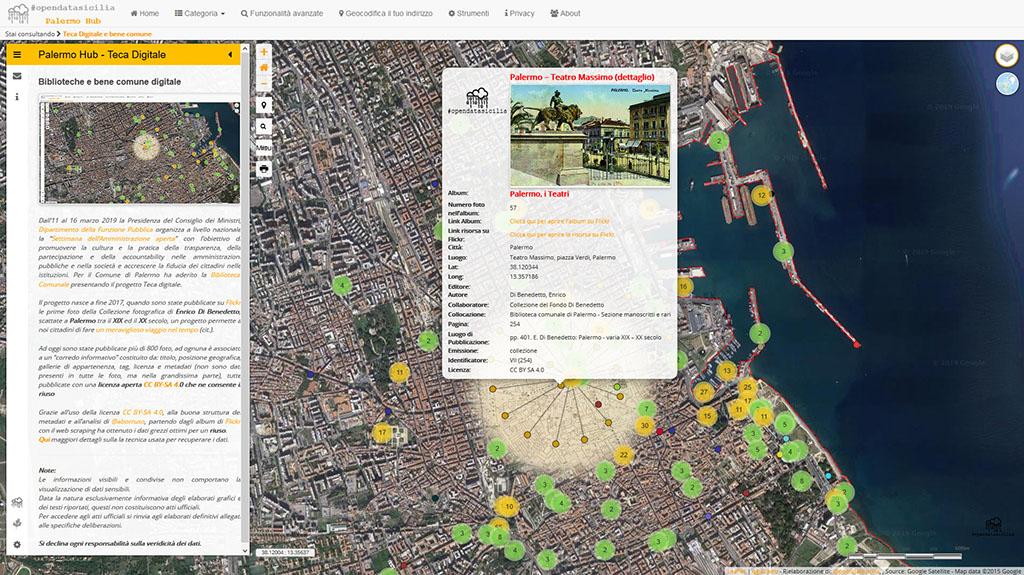 #opendatasicilia
Palermo Hub
Home
Categoria
Funzionalità avanzate
Geocodifica il tuo indirizzo
Strumenti
Privacy
About
Stai consultando > Teca Digitale e bene comune
Palermo Hub - Teca Digitale
Biblioteche e bene comune digitale
Dall'11 al 16 marzo 2019 la Presidenza del Consiglio dei Ministri,
Dipartimento della Funzione Pubblica organizza a livello nazionale
la "Settimana dell'Amministrazione aperta" con l'obiettivo di
promuovere la cultura e la pratica della trasparenza, della
partecipazione e della accountability nelle amministrazioni
pubbliche e nella società e accrescere la fiducia dei cittadini nelle
istituzioni. Per il Comune di Palermo ha aderito la Biblioteca
Comunale presentando il progetto Teca digitale.
Il progetto nasce a fine 2017, quando sono state pubblicate su Flickr
le prime foto della Collezione fotografica di Enrico Di Benedetto,
scattate a Palermo tra il XIX ed il XX secolo, un progetto permette a
noi cittadini di fare un meraviglioso viaggio nel tempo (cit.).
Ad oggi sono state pubblicate più di 800 foto, ad ognuna è associato
a un "corredo informativo" costituito da: titolo, posizione geografica,
gallerie di appartenenza, tag, licenza e metadati (non sono stati
presenti in tutte le foto, ma nella grandissima parte), tutte
pubblicate con una licenza aperta CC BY-SA 4.0 che ne consente il
riuso
Grazie all'uso della licenza CC BY-SA 4.0, alla buona struttura dei
metadati e all'analisi di @aborruso, partendo dagli album di Flickr
con il web scraping ha ottenuto i dati grezzi ottimi per un riuso.
Qui maggiori dettagli sulla tecnica usata per recuperare i dati.
Note:
Le informazioni visibili e condivise non comportano la
visualizzazione di dati sensibili.
Data la natura esclusivamente informativa degli elaborati grafici e
dei testi riportati, questi non costituiscono atti ufficiali.
Per accedere agli atti ufficiali si rinvia agli elaborati definitivi allegati
alle specifiche deliberazioni.
Si declina ogni responsabilità sulla veridicità dei dati.
Menu
Palermo – Teatro Massimo (dettaglio)
#opendatasicilia
PALERMO. Teatro Massimo
Album: Palermo, i Teatri
Numero foto nell'album: 57
Link Album: Clicca qui per aprire l'album su Flickr
Link risorsa su Flickr: Clicca qui per aprire la risorsa su Flickr
Città: Palermo
Luogo: Teatro Massimo, piazza Verdi, Palermo
Lat: 38.120344
Long: 13.357186
Editore:
Autore Di Benedetto, Enrico
Collaboratore: Collezione del Fondo Di Benedetto
Collocazione: Biblioteca comunale di Palermo - Sezione manoscritti e rari
Pagina: 254
Luogo di Pubblicazione: pp. 401. E. Di Benedetto: Palermo - varia XIX – XX secolo
Emissione: collezione
Identificatore: VII (254)
Licenza: CC BY SA 4.0
2
12
3
16
4
2
2
11
13
27
25
17
11
15
11
7
30
5
17
2
22
3
5
4
3
3
2
8
3
4
10
2
2
3
3
3
8
4
2
3
3
2
38.12004 : 13.35637
#opendatasicilia
Source: Google Satellite - Map data ©2015 Google